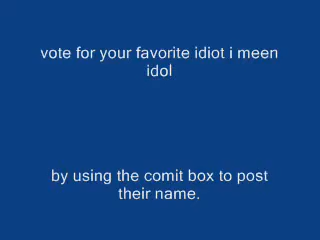 vote for your favorite idiot i meen
idol
by using the comit box to post
their name.